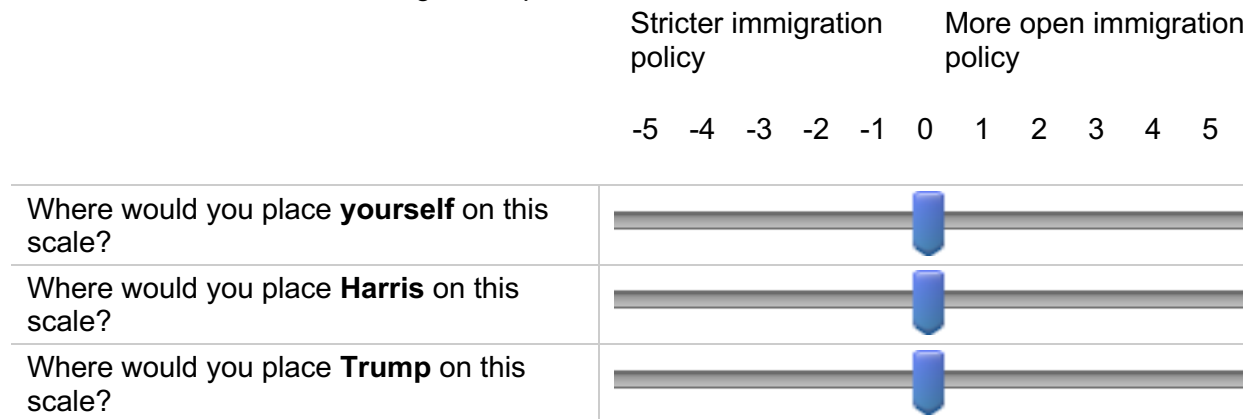 Stricter immigration More open immigration
policy policy
-5 -4 -3 -2 -1 0 1 2 3 4 5
Where would you place yourself on this
scale?
Where would you place Harris on this
scale?
Where would you place Trump on this
scale?